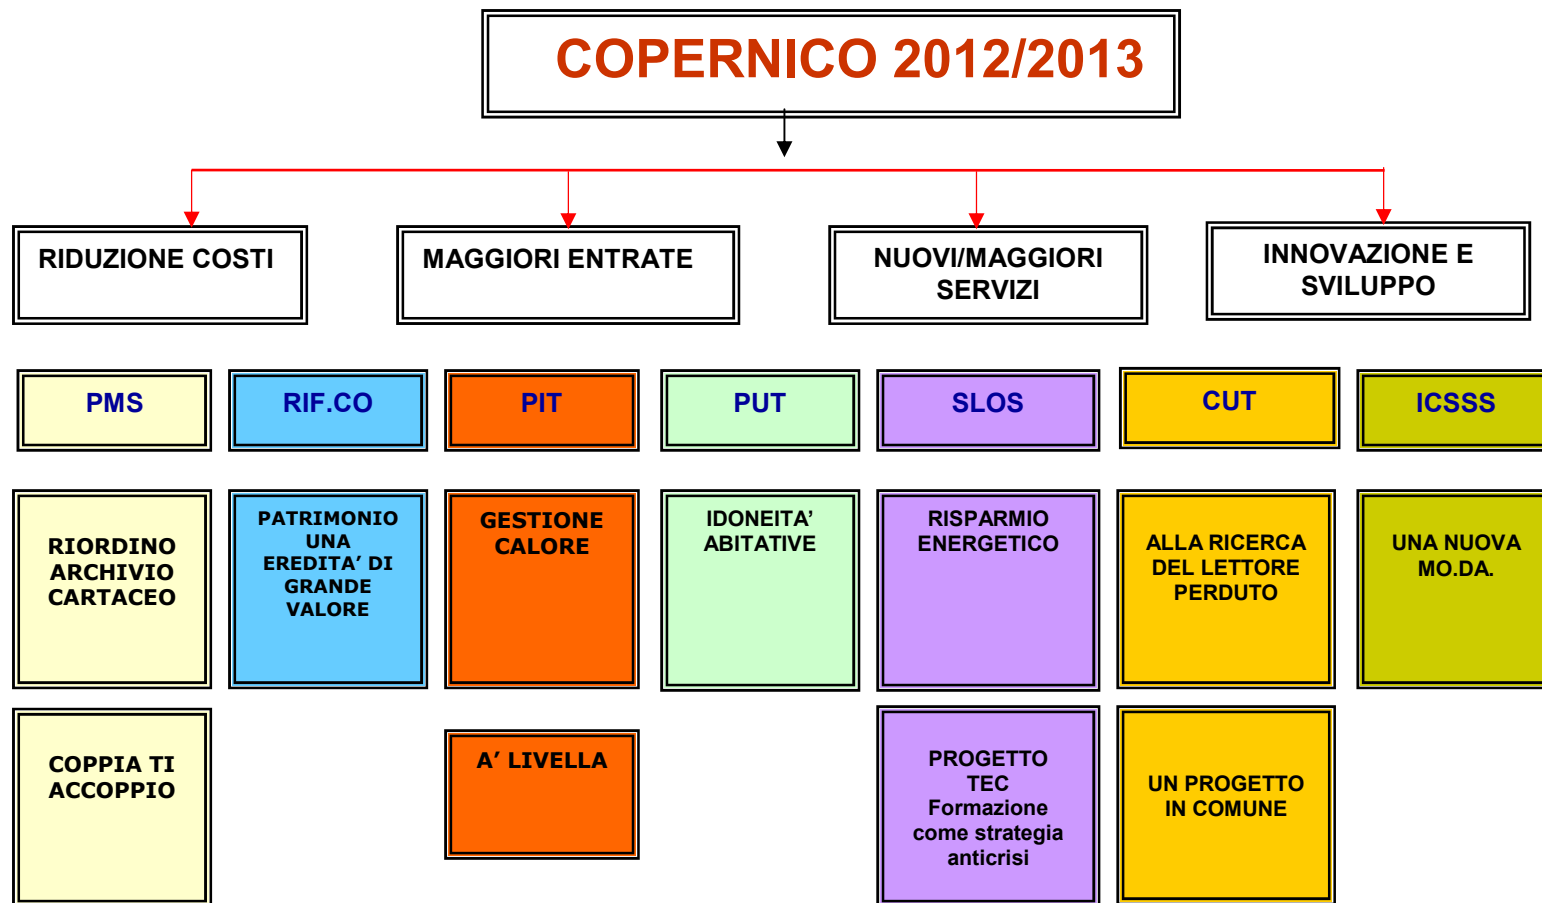 COPERNICO 2012/2013
RIDUZIONE COSTI
MAGGIORI ENTRATE
NUOVI/MAGGIORI
SERVIZI
INNOVAZIONE E
SVILUPPO
PMS
RIF.CO
PIT
PUT
SLOS
CUT
ICSSS
RIORDINO
ARCHIVIO
CARTACEO
PATRIMONIO
UNA
EREDITA’ DI
GRANDE
VALORE
GESTIONE
CALORE
IDONEITA’
ABITATIVE
RISPARMIO
ENERGETICO
ALLA RICERCA
DEL LETTORE
PERDUTO
UNA NUOVA
MO.DA.
COPPIA TI
ACCOPPIO
A’ LIVELLA
PROGETTO
TEC
Formazione
come strategia
anticrisi
UN PROGETTO
IN COMUNE